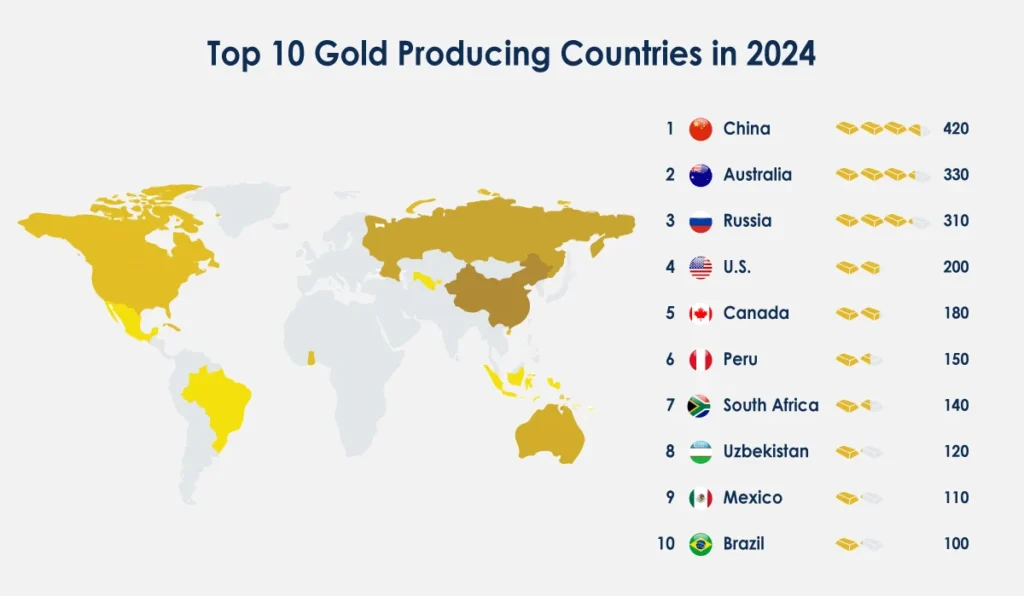 Top 10 Gold Producing Countries in 2024
1 China 420
2 Australia 330
3 Russia 310
4 U.S. 200
5 Canada 180
6 Peru 150
7 South Africa 140
8 Uzbekistan 120
9 Mexico 110
10 Brazil 100